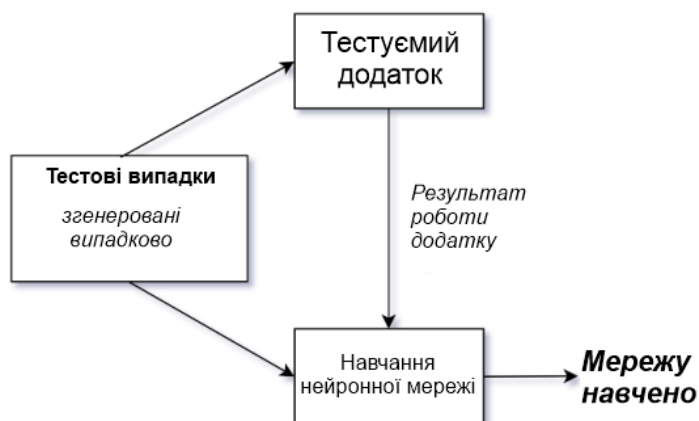 Тестуємий
додаток
Тестові випадки
згенеровані
випадково
Результат
роботи
додатку
Навчання
нейронної мережі
Мережу
навчено